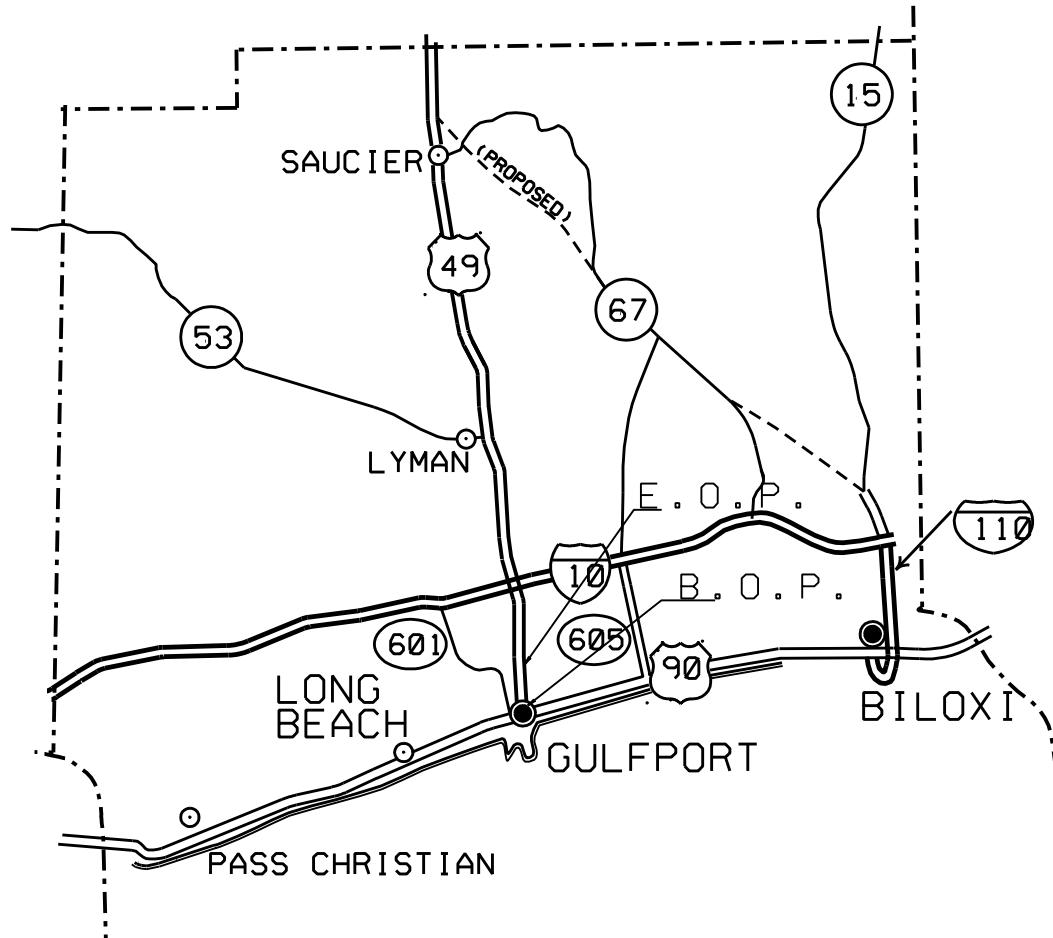 15
SAUCIER
(PROPOSED)
49
67
53
LYMAN
E.O.P.
110
10
B.O.P.
601
605
90
LONG
BEACH
BILOXI
GULFPORT
PASS CHRISTIAN